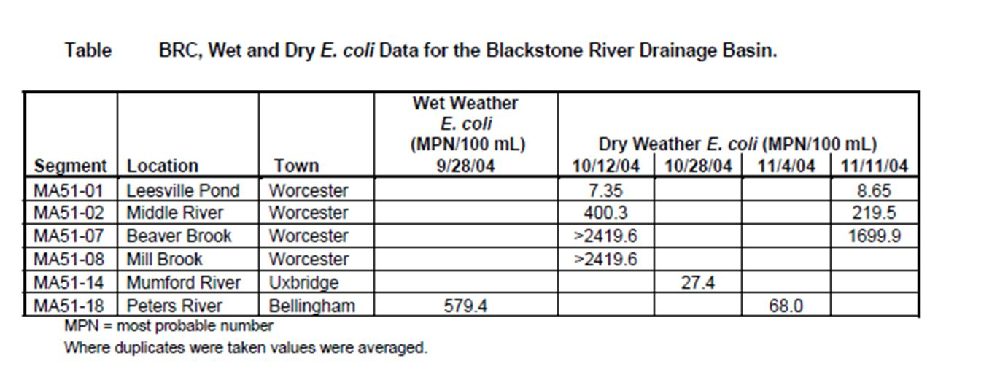 Table BRC, Wet and Dry E. coli Data for the Blackstone River Drainage Basin.
Wet Weather
E. coli
(MPN/100 mL) Dry Weather E. coli (MPN/100 mL)
Segment Location Town 9/28/04 10/12/04 10/28/04 11/4/04 11/11/04
MA51-01 Leesville Pond Worcester 7.35 8.65
MA51-02 Middle River Worcester 400.3 219.5
MA51-07 Beaver Brook Worcester >2419.6 1699.9
MA51-08 Mill Brook Worcester >2419.6
MA51-14 Mumford River Uxbridge 27.4
MA51-18 Peters River Bellingham 579.4 68.0
MPN = most probable number
Where duplicates were taken values were averaged.